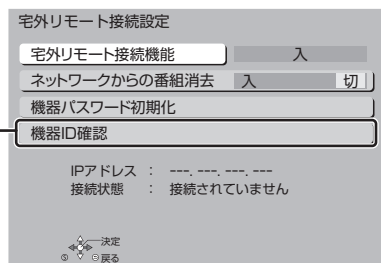 宅外リモート接続設定
宅外リモート接続機能 入
ネットワークからの番組消去 入 切
機器パスワード初期化
機器ID確認
IPアドレス : ---. ---. ---. ---
接続状態 : 接続されていません
決定
S 戻る